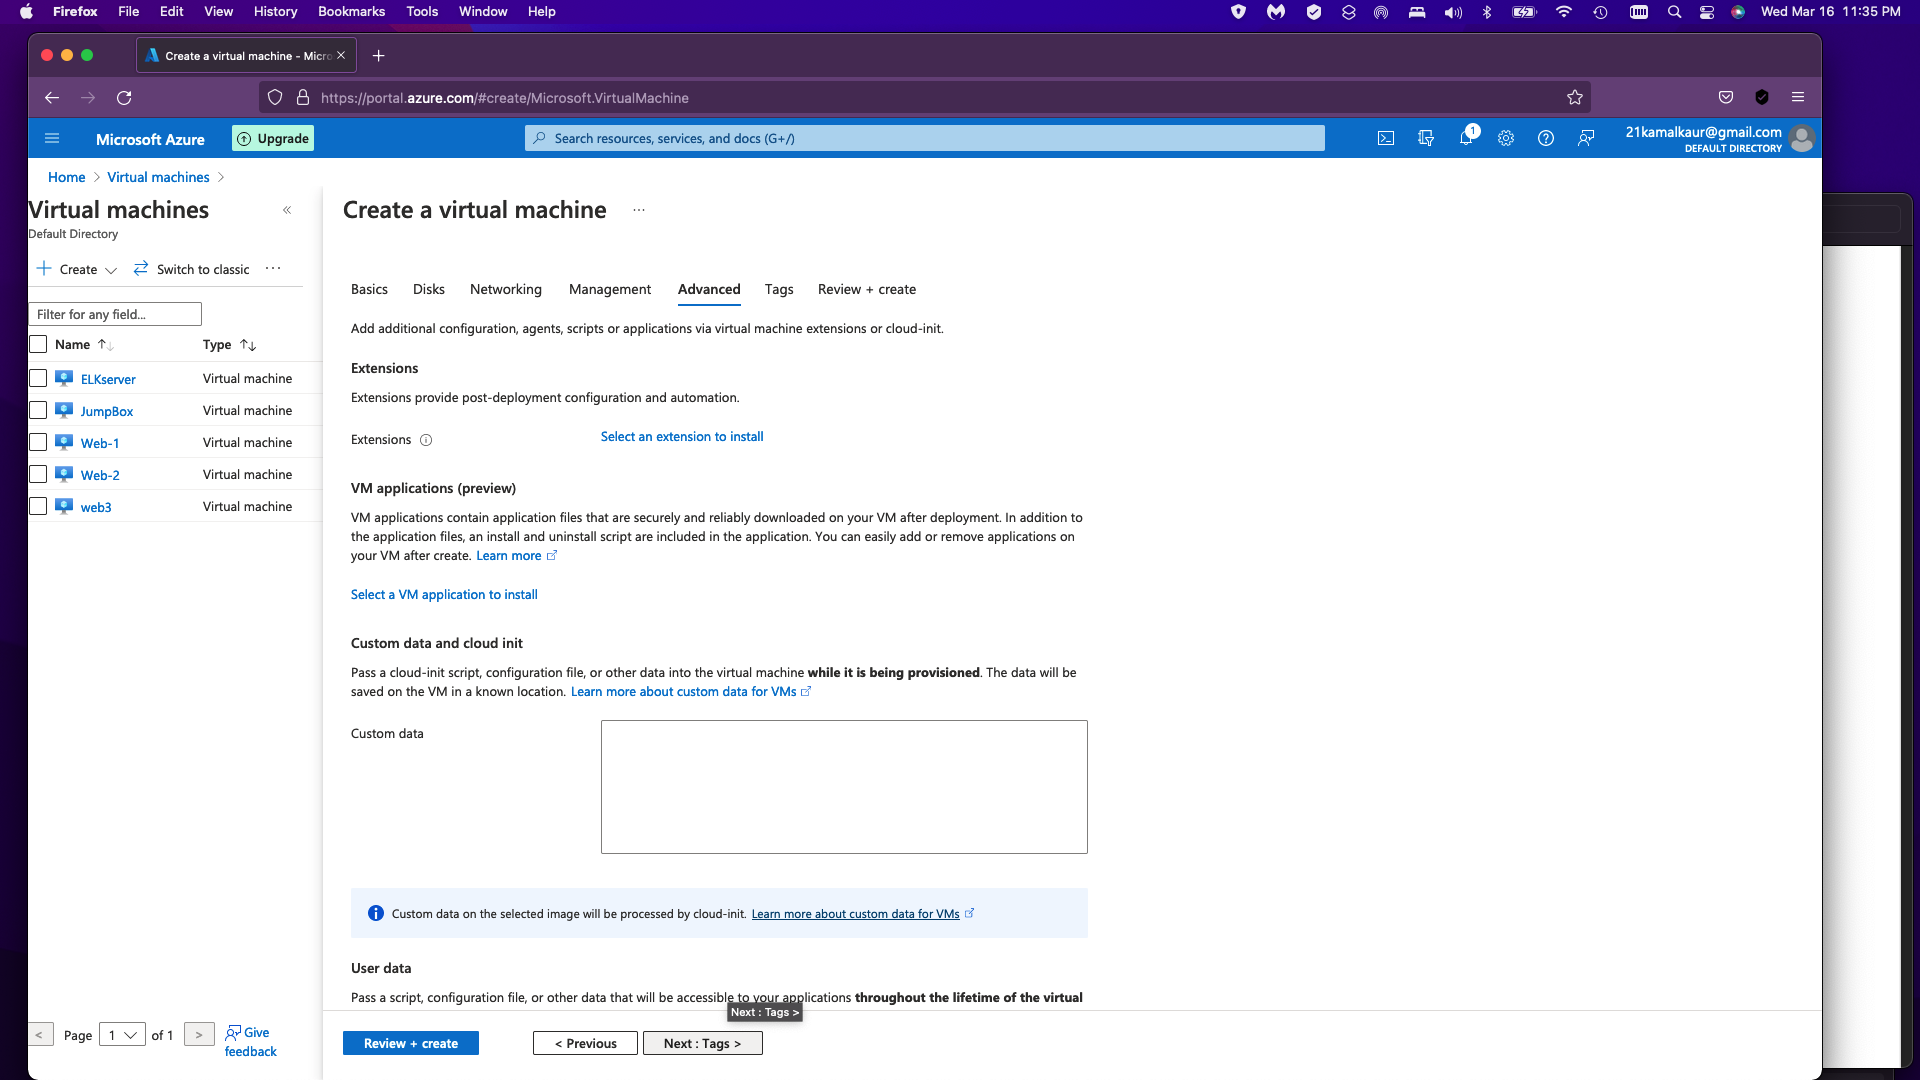 Firefox File Edit View History Bookmarks Tools Window Help
Wed Mar 16 11:35 PM
Create a virtual machine - Micro
https://portal.azure.com/#create/Microsoft.VirtualMachine
Microsoft Azure
Upgrade
Search resources, services, and docs (G+/)
1
21kamalkaur@gmail.com
DEFAULT DIRECTORY
Home > Virtual machines >
Virtual machines
«
Default Directory
Create
Switch to classic
...
Filter for any field...
Name
Type
ELKserver Virtual machine
JumpBox Virtual machine
Web-1 Virtual machine
Web-2 Virtual machine
web3 Virtual machine
< Page 1 of 1 >
Give
feedback
Create a virtual machine
...
Basics Disks Networking Management Advanced Tags Review + create
Add additional configuration, agents, scripts or applications via virtual machine extensions or cloud-init.
Extensions
Extensions provide post-deployment configuration and automation.
Extensions
Select an extension to install
VM applications (preview)
VM applications contain application files that are securely and reliably downloaded on your VM after deployment. In addition to
the application files, an install and uninstall script are included in the application. You can easily add or remove applications on
your VM after create. Learn more
Select a VM application to install
Custom data and cloud init
Pass a cloud-init script, configuration file, or other data into the virtual machine while it is being provisioned. The data will be
saved on the VM in a known location. Learn more about custom data for VMs
Custom data
Custom data on the selected image will be processed by cloud-init. Learn more about custom data for VMs
User data
Pass a script, configuration file, or other data that will be accessible to your applications throughout the lifetime of the virtual
Next : Tags >
Review + create
< Previous
Next : Tags >